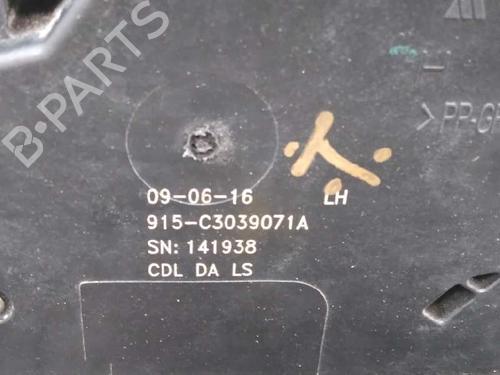 B-PARTS
>PP-GF
09-06-16 LH
915-C3039071A
SN: 141938
CDL DA LS